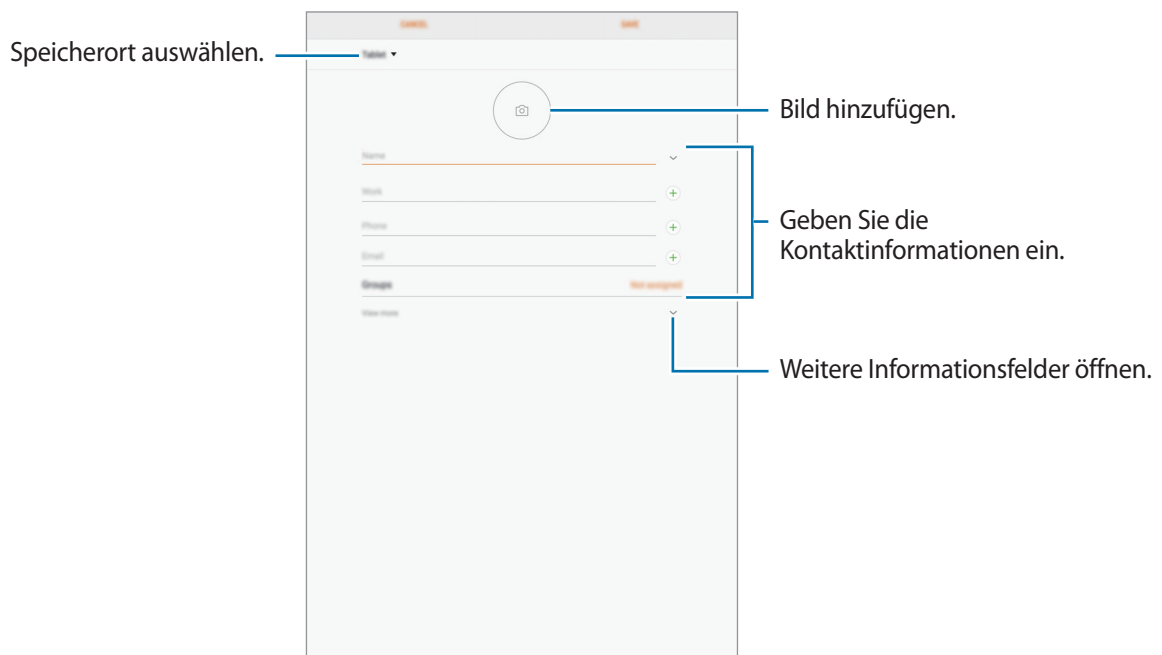 CANCEL
SAVE
Speicherort auswählen.
Tablet
Bild hinzufügen.
Name
Work
Phone
Geben Sie die
Kontaktinformationen ein.
Email
Groups
Not assigned
View more
Weitere Informationsfelder öffnen.